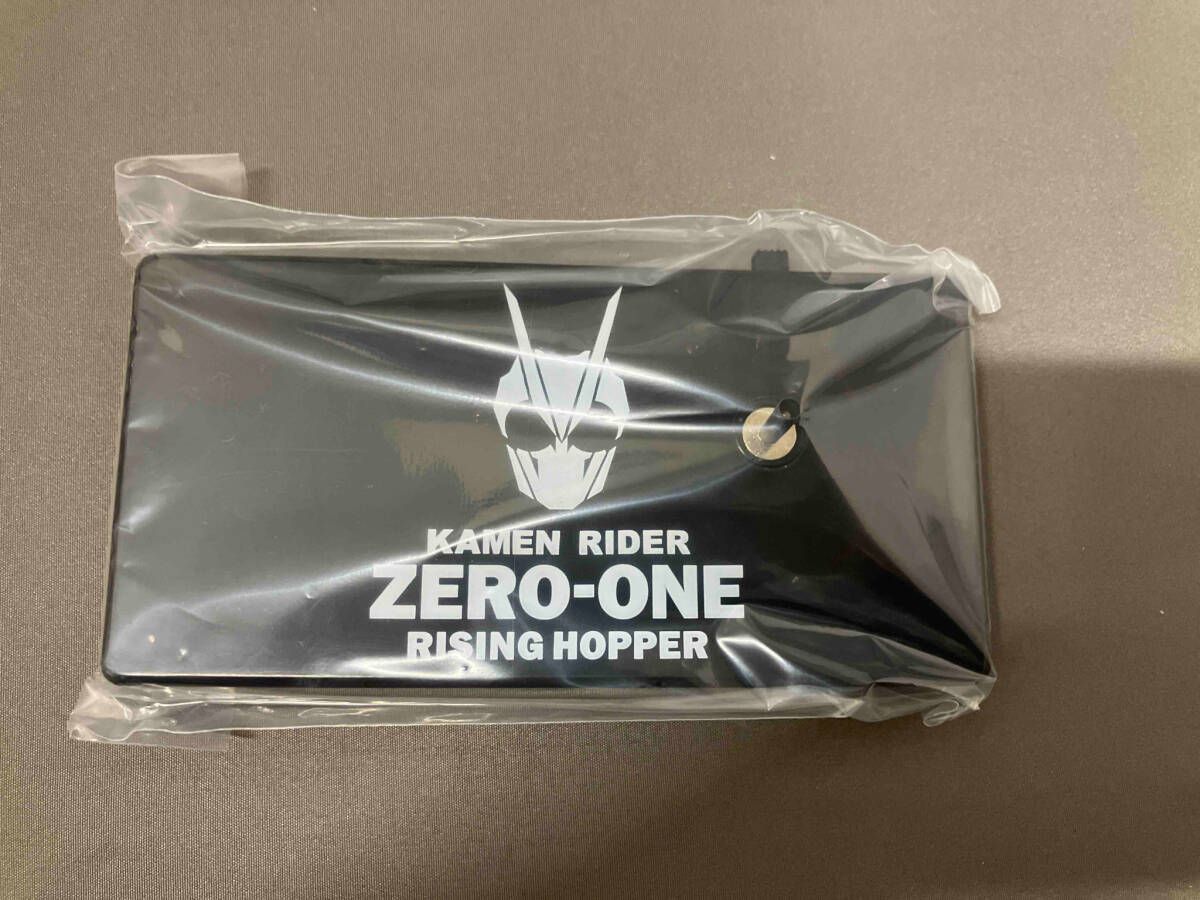 KAMEN RIDER
ZERO-ONE
RISING HOPPER